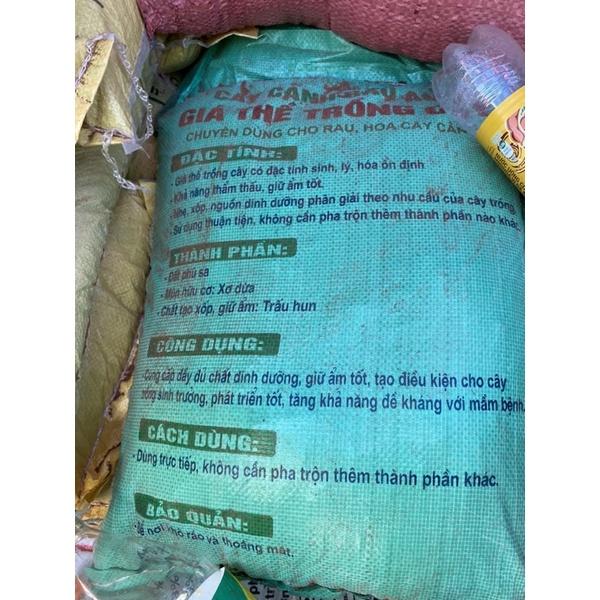 CÂY CẢNH
GIÁ THỂ TRỒNG
CHUYÊN DÙNG CHO RAU, HOA CÂY CẢN
ĐẶC TÍNH:
- Giá thể trồng cây có đặc tính sinh, lý, hóa ổn định
- Khả năng thẩm thấu, giữ ẩm tốt.
- Nhẹ, xốp, nguồn dinh dưỡng phân giải theo nhu cầu của cây trồng
- Sử dụng thuận tiện, không cần pha trộn thêm thành phần nào khác.
THÀNH PHẦN:
- Đất phù sa
- Mùn hữu cơ: Xơ dừa
- Chất tạo xốp, giữ ẩm: Trấu hun
CÔNG DỤNG:
- Cung cấp đầy đủ chất dinh dưỡng, giữ ẩm tốt, tạo điều kiện cho cây
trồng sinh trưởng, phát triển tốt, tăng khả năng đề kháng với mầm bệnh.
CÁCH DÙNG:
- Dùng trực tiếp, không cần pha trộn thêm thành phần khác.
BẢO QUẢN:
- Để nơi khô ráo và thoáng mát.